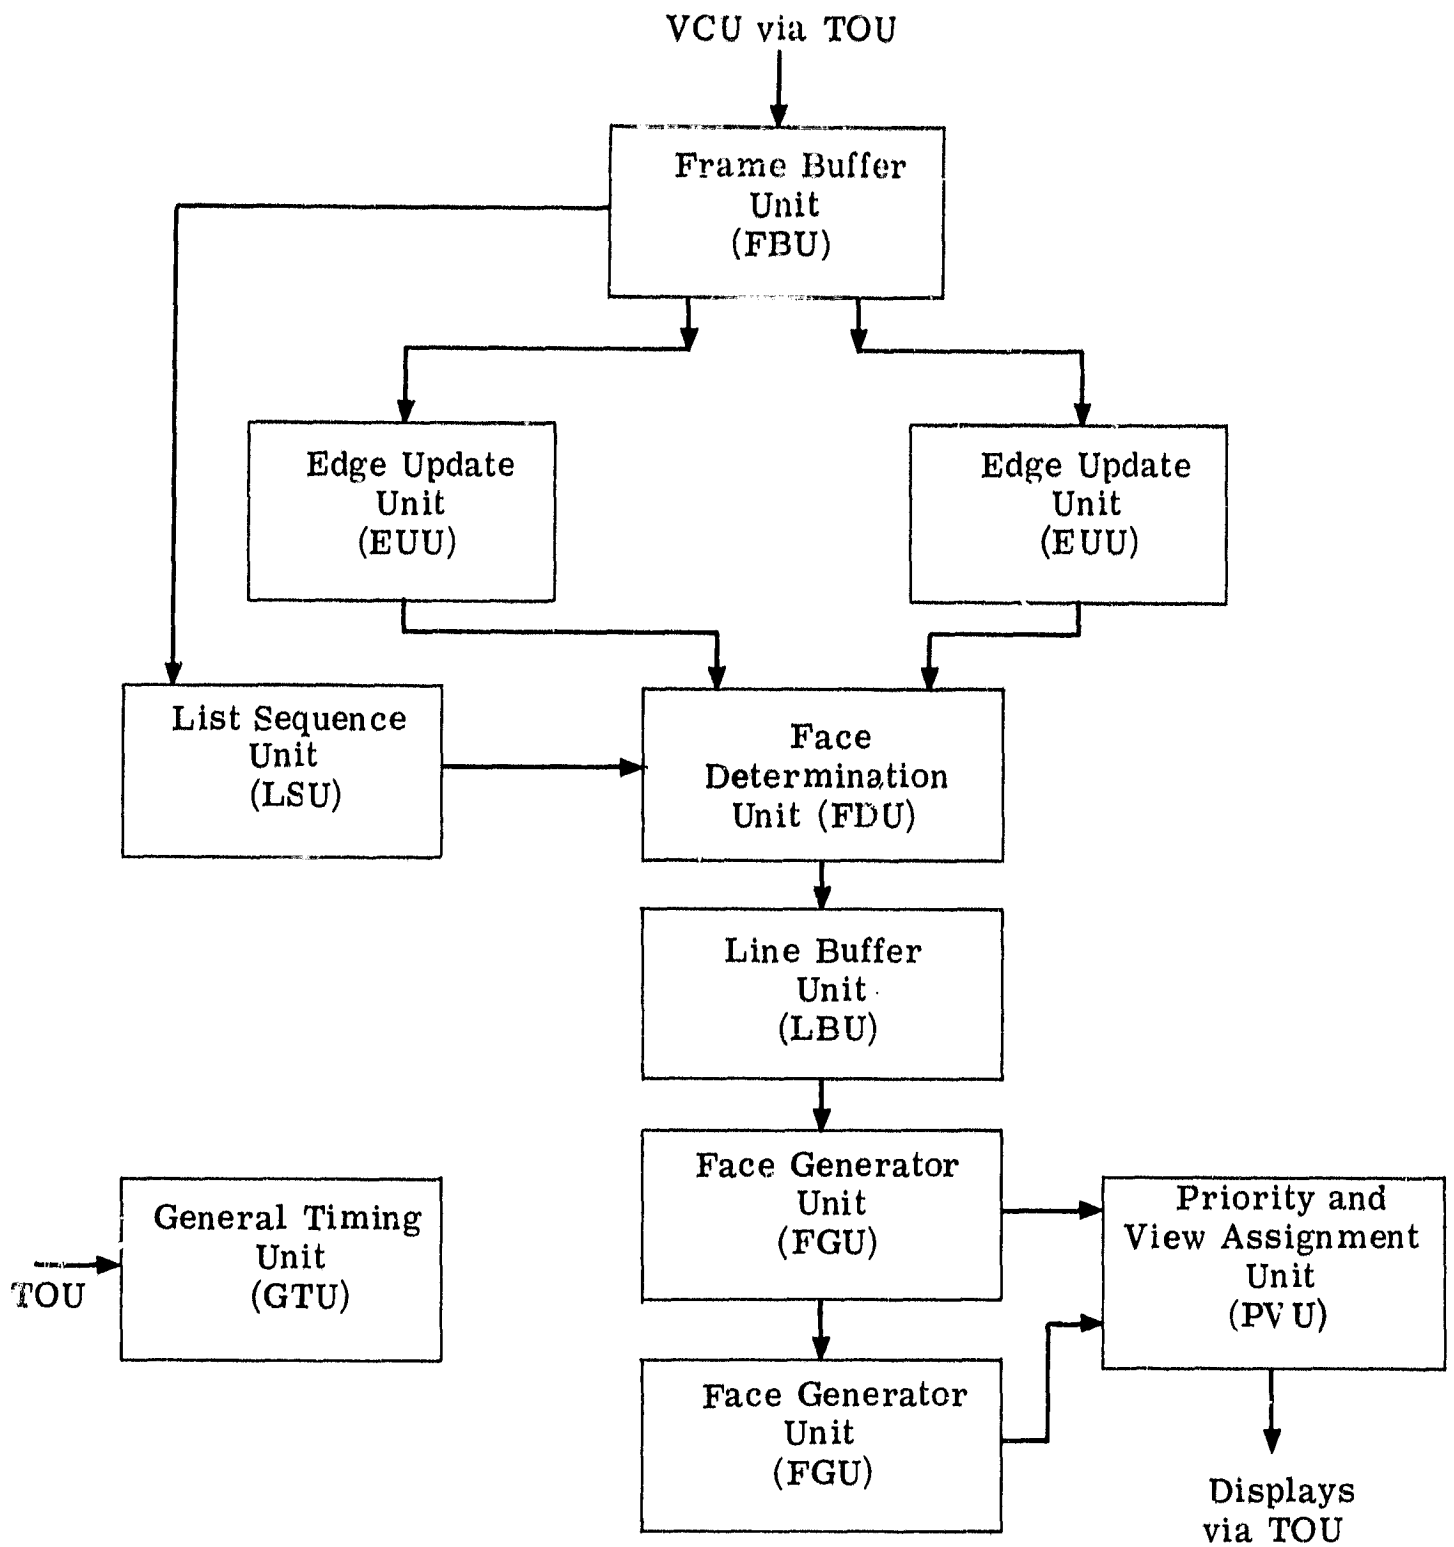 VCU via TOU
Frame Buffer
Unit
(FBU)
Edge Update
Unit
(EUU)
Edge Update
Unit
(EUU)
List Sequence
Unit
(LSU)
Face
Determination
Unit (FDU)
Line Buffer
Unit
(LBU)
Face Generator
Unit
(FGU)
Priority and
View Assignment
Unit
(PVU)
General Timing
Unit
(GTU)
TOU
Face Generator
Unit
(FGU)
Displays
via TOU